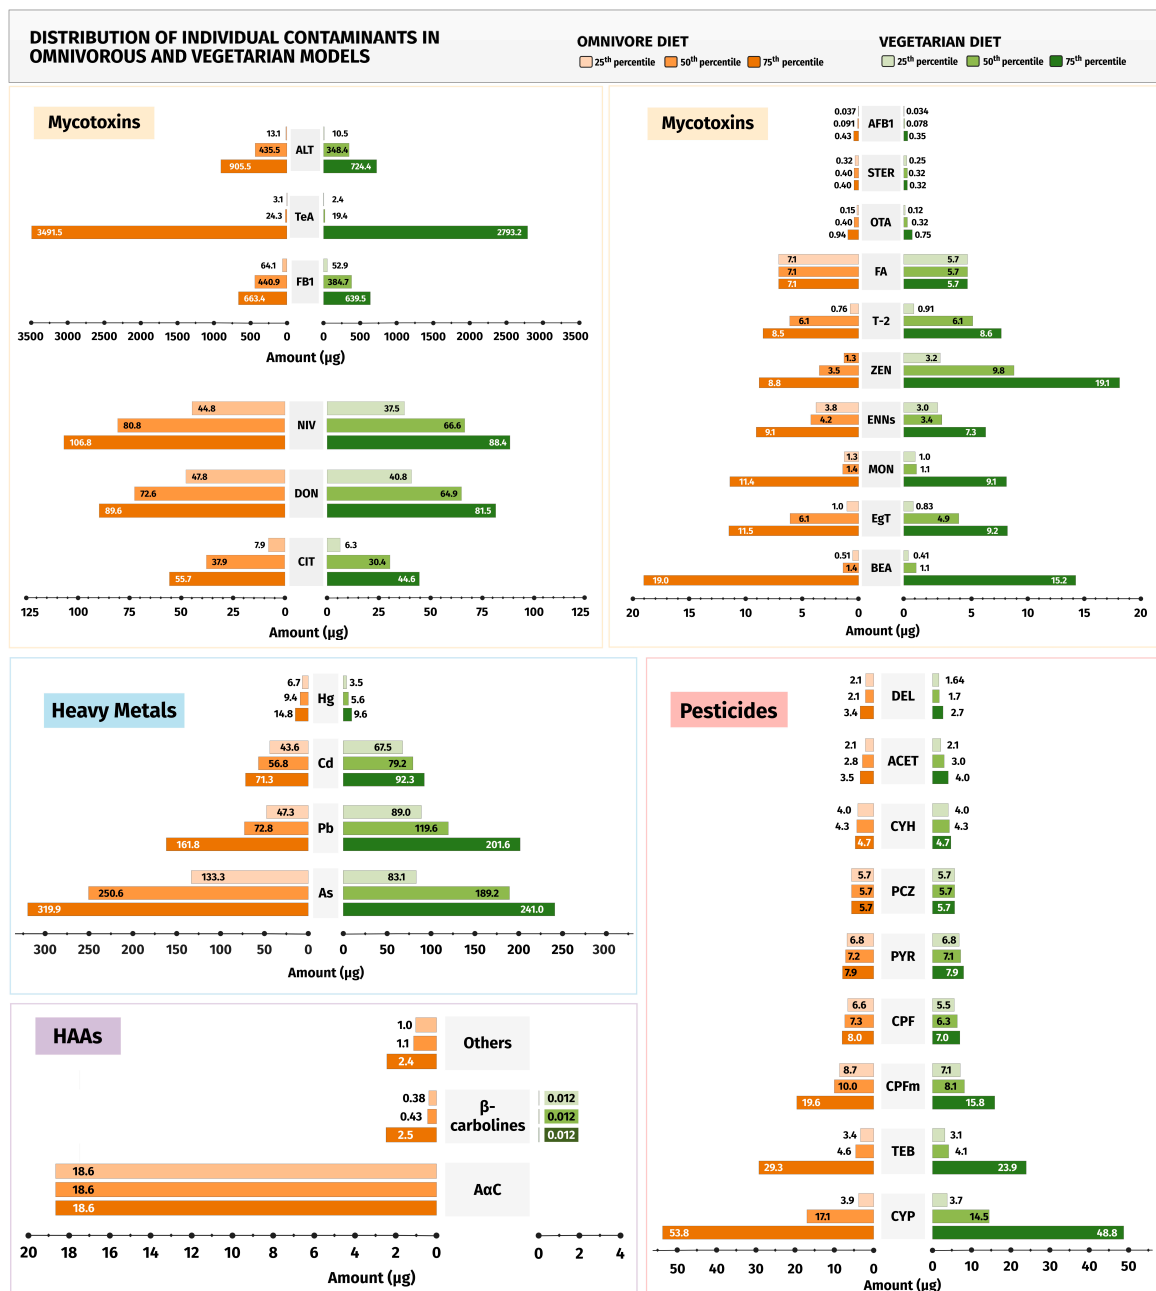 DISTRIBUTION OF INDIVIDUAL CONTAMINANTS IN
OMNIVOROUS AND VEGETARIAN MODELS
OMNIVORE DIET
25th percentile 50th percentile 75th percentile
VEGETARIAN DIET
25th percentile 50th percentile 75th percentile
Mycotoxins
13.1 10.5
435.5 ALT 348.4
905.5 724.4
3.1 2.4
24.3 TeA 19.4
3491.5 2793.2
64.1 52.9
440.9 FB1 384.7
663.4 639.5
3500 3000 2500 2000 1500 1000 500 0 0 500 1000 1500 2000 2500 3000 3500
Amount (µg)
44.8 37.5
80.8 NIV 66.6
106.8 88.4
47.8 40.8
72.6 DON 64.9
89.6 81.5
7.9 6.3
37.9 CIT 30.4
55.7 44.6
125 100 75 50 25 0 0 25 50 75 100 125
Amount (µg)
Mycotoxins
0.037 0.034
0.091 AFB1 0.078
0.43 0.35
0.32 0.25
0.40 STER 0.32
0.40 0.32
0.15 0.12
0.40 OTA 0.32
0.94 0.75
7.1 5.7
7.1 FA 5.7
7.1 5.7
0.76 0.91
6.1 T-2 6.1
8.5 8.6
1.3 3.2
3.5 ZEN 9.8
8.8 19.1
3.8 3.0
4.2 ENNs 3.4
9.1 7.3
1.3 1.0
1.4 MON 1.1
11.4 9.1
1.0 0.83
6.1 EgT 4.9
11.5 9.2
0.51 0.41
1.4 BEA 1.1
19.0 15.2
20 15 10 5 0 0 5 10 15 20
Amount (µg)
Heavy Metals
6.7 3.5
9.4 Hg 5.6
14.8 9.6
43.6 67.5
56.8 Cd 79.2
71.3 92.3
47.3 89.0
72.8 Pb 119.6
161.8 201.6
133.3 83.1
250.6 As 189.2
319.9 241.0
300 250 200 150 100 50 0 0 50 100 150 200 250 300
Amount (µg)
HAAs
1.0
1.1 Others
2.4
0.38 0.012
0.43 β-carbolines 0.012
2.5 0.012
18.6
18.6 AαC
18.6
20 18 16 14 12 10 8 6 4 2 0 0 2 4
Amount (µg)
Pesticides
2.1 1.64
2.1 DEL 1.7
3.4 2.7
2.1 2.1
2.8 ACET 3.0
3.5 4.0
4.0 4.0
4.3 CYH 4.3
4.7 4.7
5.7 5.7
5.7 PCZ 5.7
5.7 5.7
6.8 6.8
7.2 PYR 7.1
7.9 7.9
6.6 5.5
7.3 CPF 6.3
8.0 7.0
8.7 7.1
10.0 CPFm 8.1
19.6 15.8
3.4 3.1
4.6 TEB 4.1
29.3 23.9
3.9 3.7
17.1 CYP 14.5
53.8 48.8
50 40 30 20 10 0 0 10 20 30 40 50
Amount (µg)